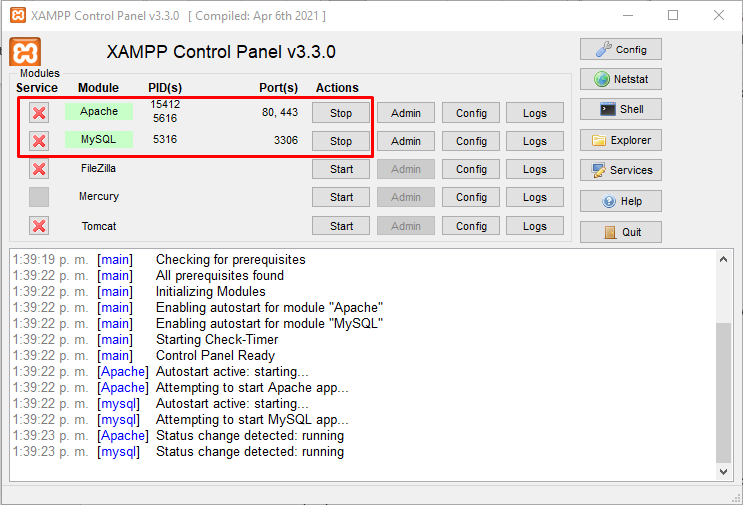 XAMPP Control Panel v3.3.0 [ Compiled: Apr 6th 2021 ]
XAMPP Control Panel v3.3.0
Config
Modules
Service Module PID(s) Port(s) Actions
Netstat
Apache 15412 5616 80, 443 Stop Admin Config Logs
Shell
MySQL 5316 3306 Stop Admin Config Logs
Explorer
FileZilla Start Admin Config Logs
Services
Mercury Start Admin Config Logs
Help
Tomcat Start Admin Config Logs
Quit
1:39:19 p. m. [main] Checking for prerequisites
1:39:22 p. m. [main] All prerequisites found
1:39:22 p. m. [main] Initializing Modules
1:39:22 p. m. [main] Enabling autostart for module "Apache"
1:39:22 p. m. [main] Enabling autostart for module "MySQL"
1:39:22 p. m. [main] Starting Check-Timer
1:39:22 p. m. [main] Control Panel Ready
1:39:22 p. m. [Apache] Autostart active: starting...
1:39:22 p. m. [Apache] Attempting to start Apache app...
1:39:22 p. m. [mysql] Autostart active: starting...
1:39:22 p. m. [mysql] Attempting to start MySQL app...
1:39:23 p. m. [Apache] Status change detected: running
1:39:23 p. m. [mysql] Status change detected: running